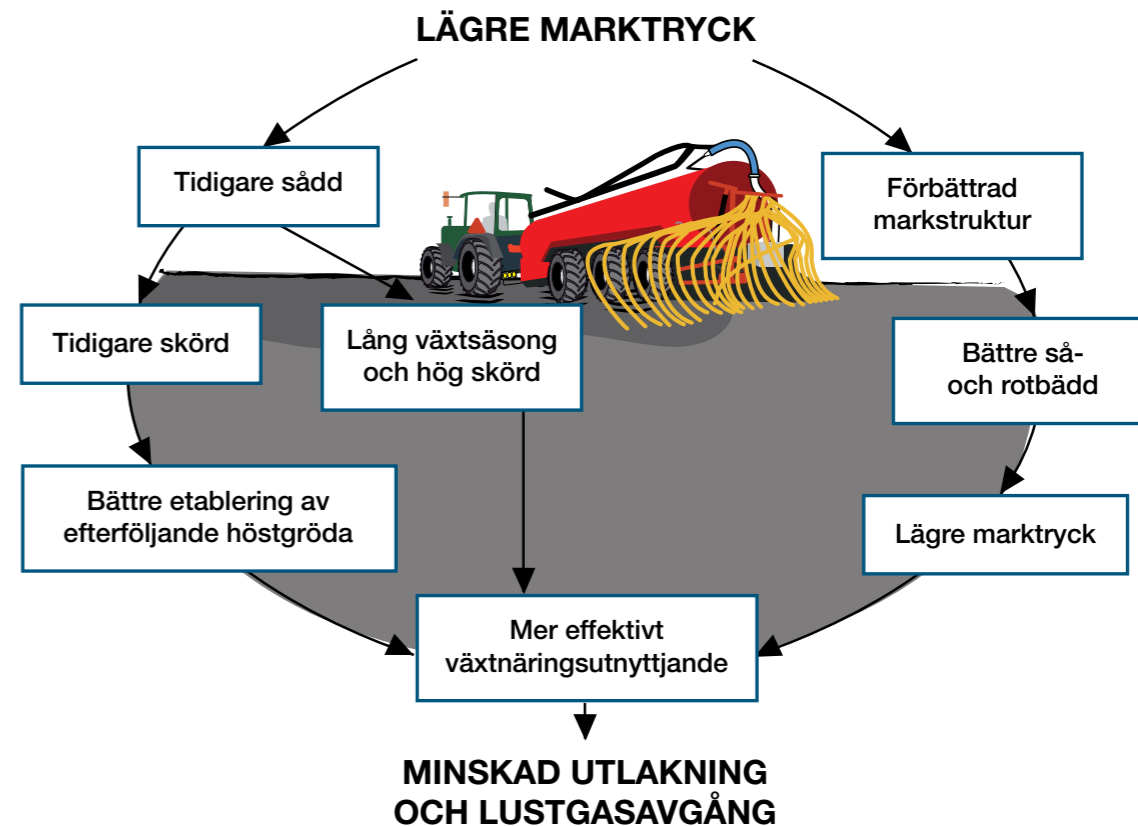 LÄGRE MARKTRYCK
Tidigare sådd
Förbättrad
markstruktur
Tidigare skörd
Lång växtsäsong
och hög skörd
Bättre så-
och rotbädd
Bättre etablering av
efterföljande höstgröda
Lägre marktryck
Mer effektivt
växtnäringsutnyttjande
MINSKAD UTLAKNING
OCH LUSTGASAVGÅNG